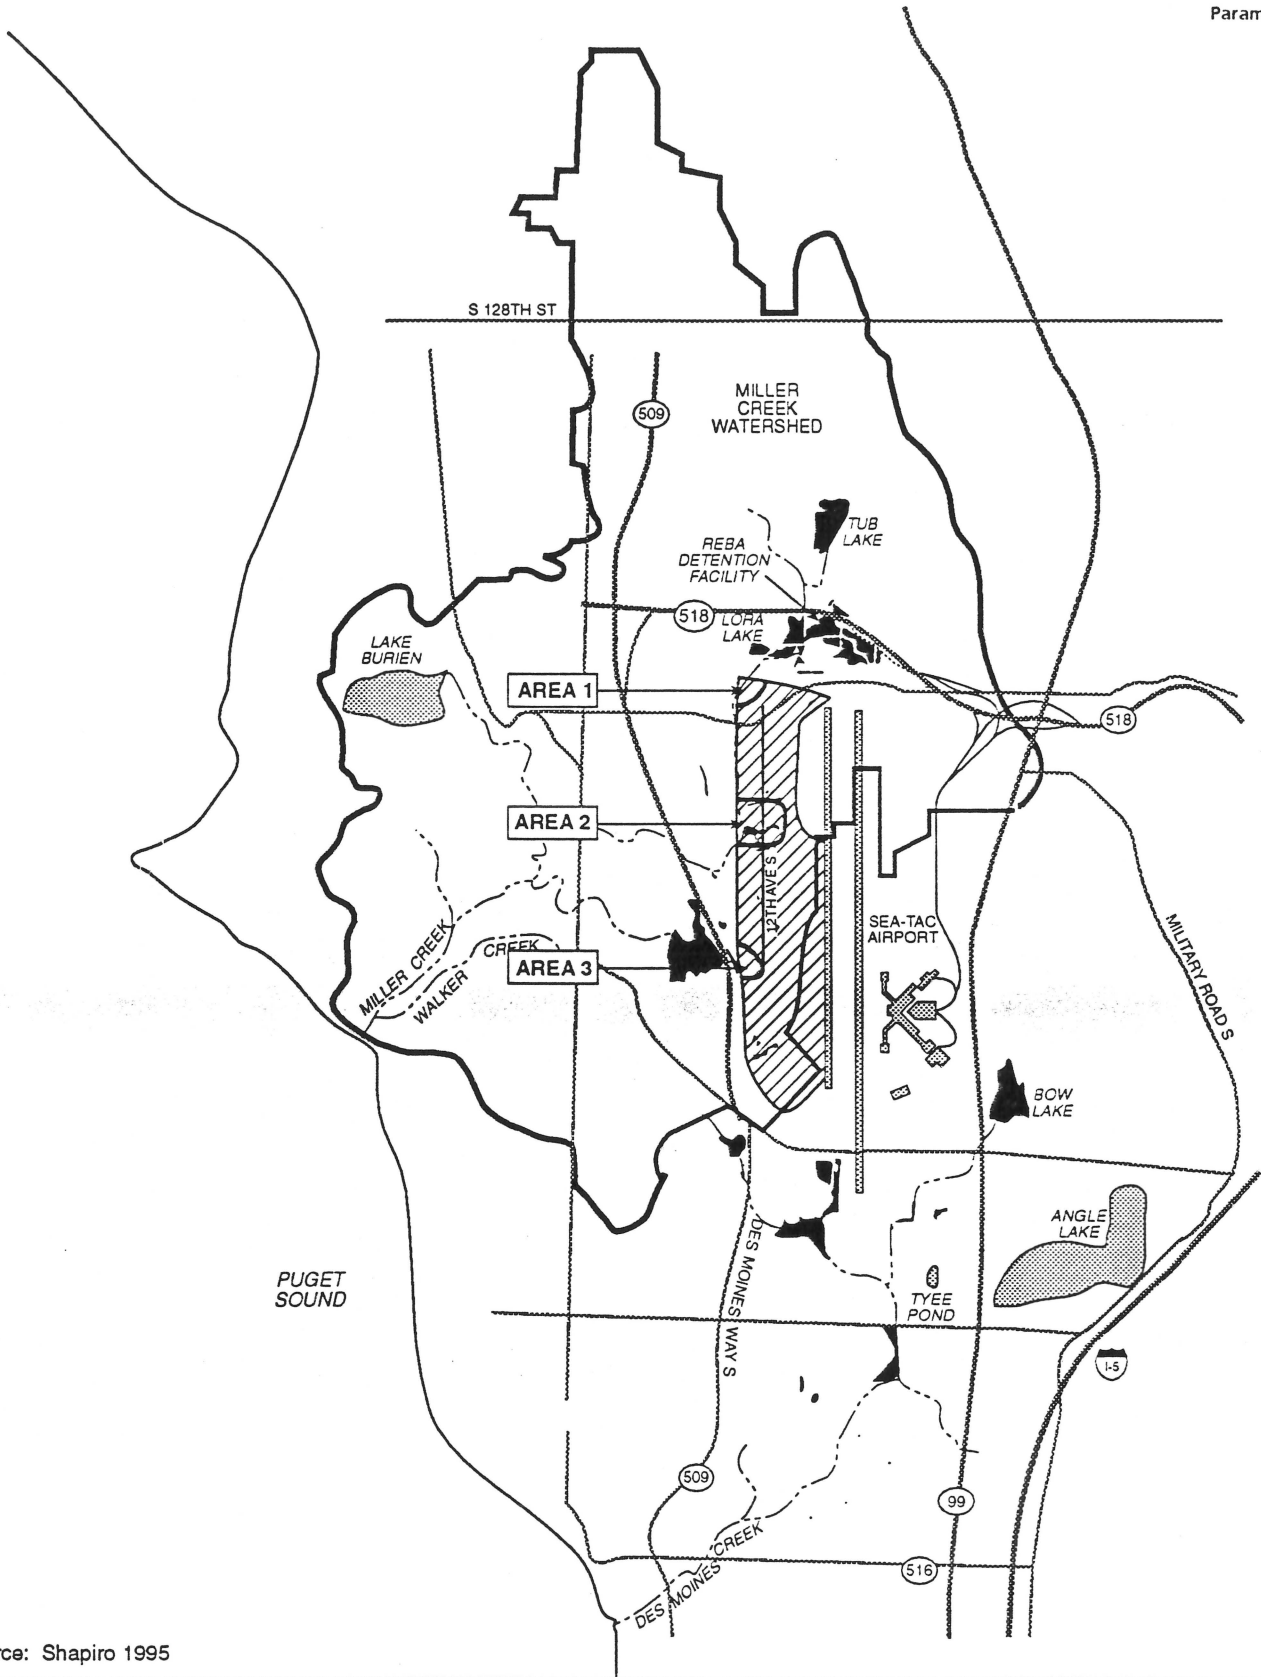 Param
S 128TH ST
509
MILLER
CREEK
WATERSHED
TUB
LAKE
REBA
DETENTION
FACILITY
518
LORA
LAKE
LAKE
BURIEN
AREA 1
518
AREA 2
12TH AVE S
SEA-TAC
AIRPORT
MILITARY ROAD S
MILLER CREEK
WALKER CREEK
AREA 3
BOW
LAKE
ANGLE
LAKE
DES MOINES WAY S
PUGET
SOUND
TYEE
POND
I-5
509
99
DES MOINES CREEK
516
rce: Shapiro 1995